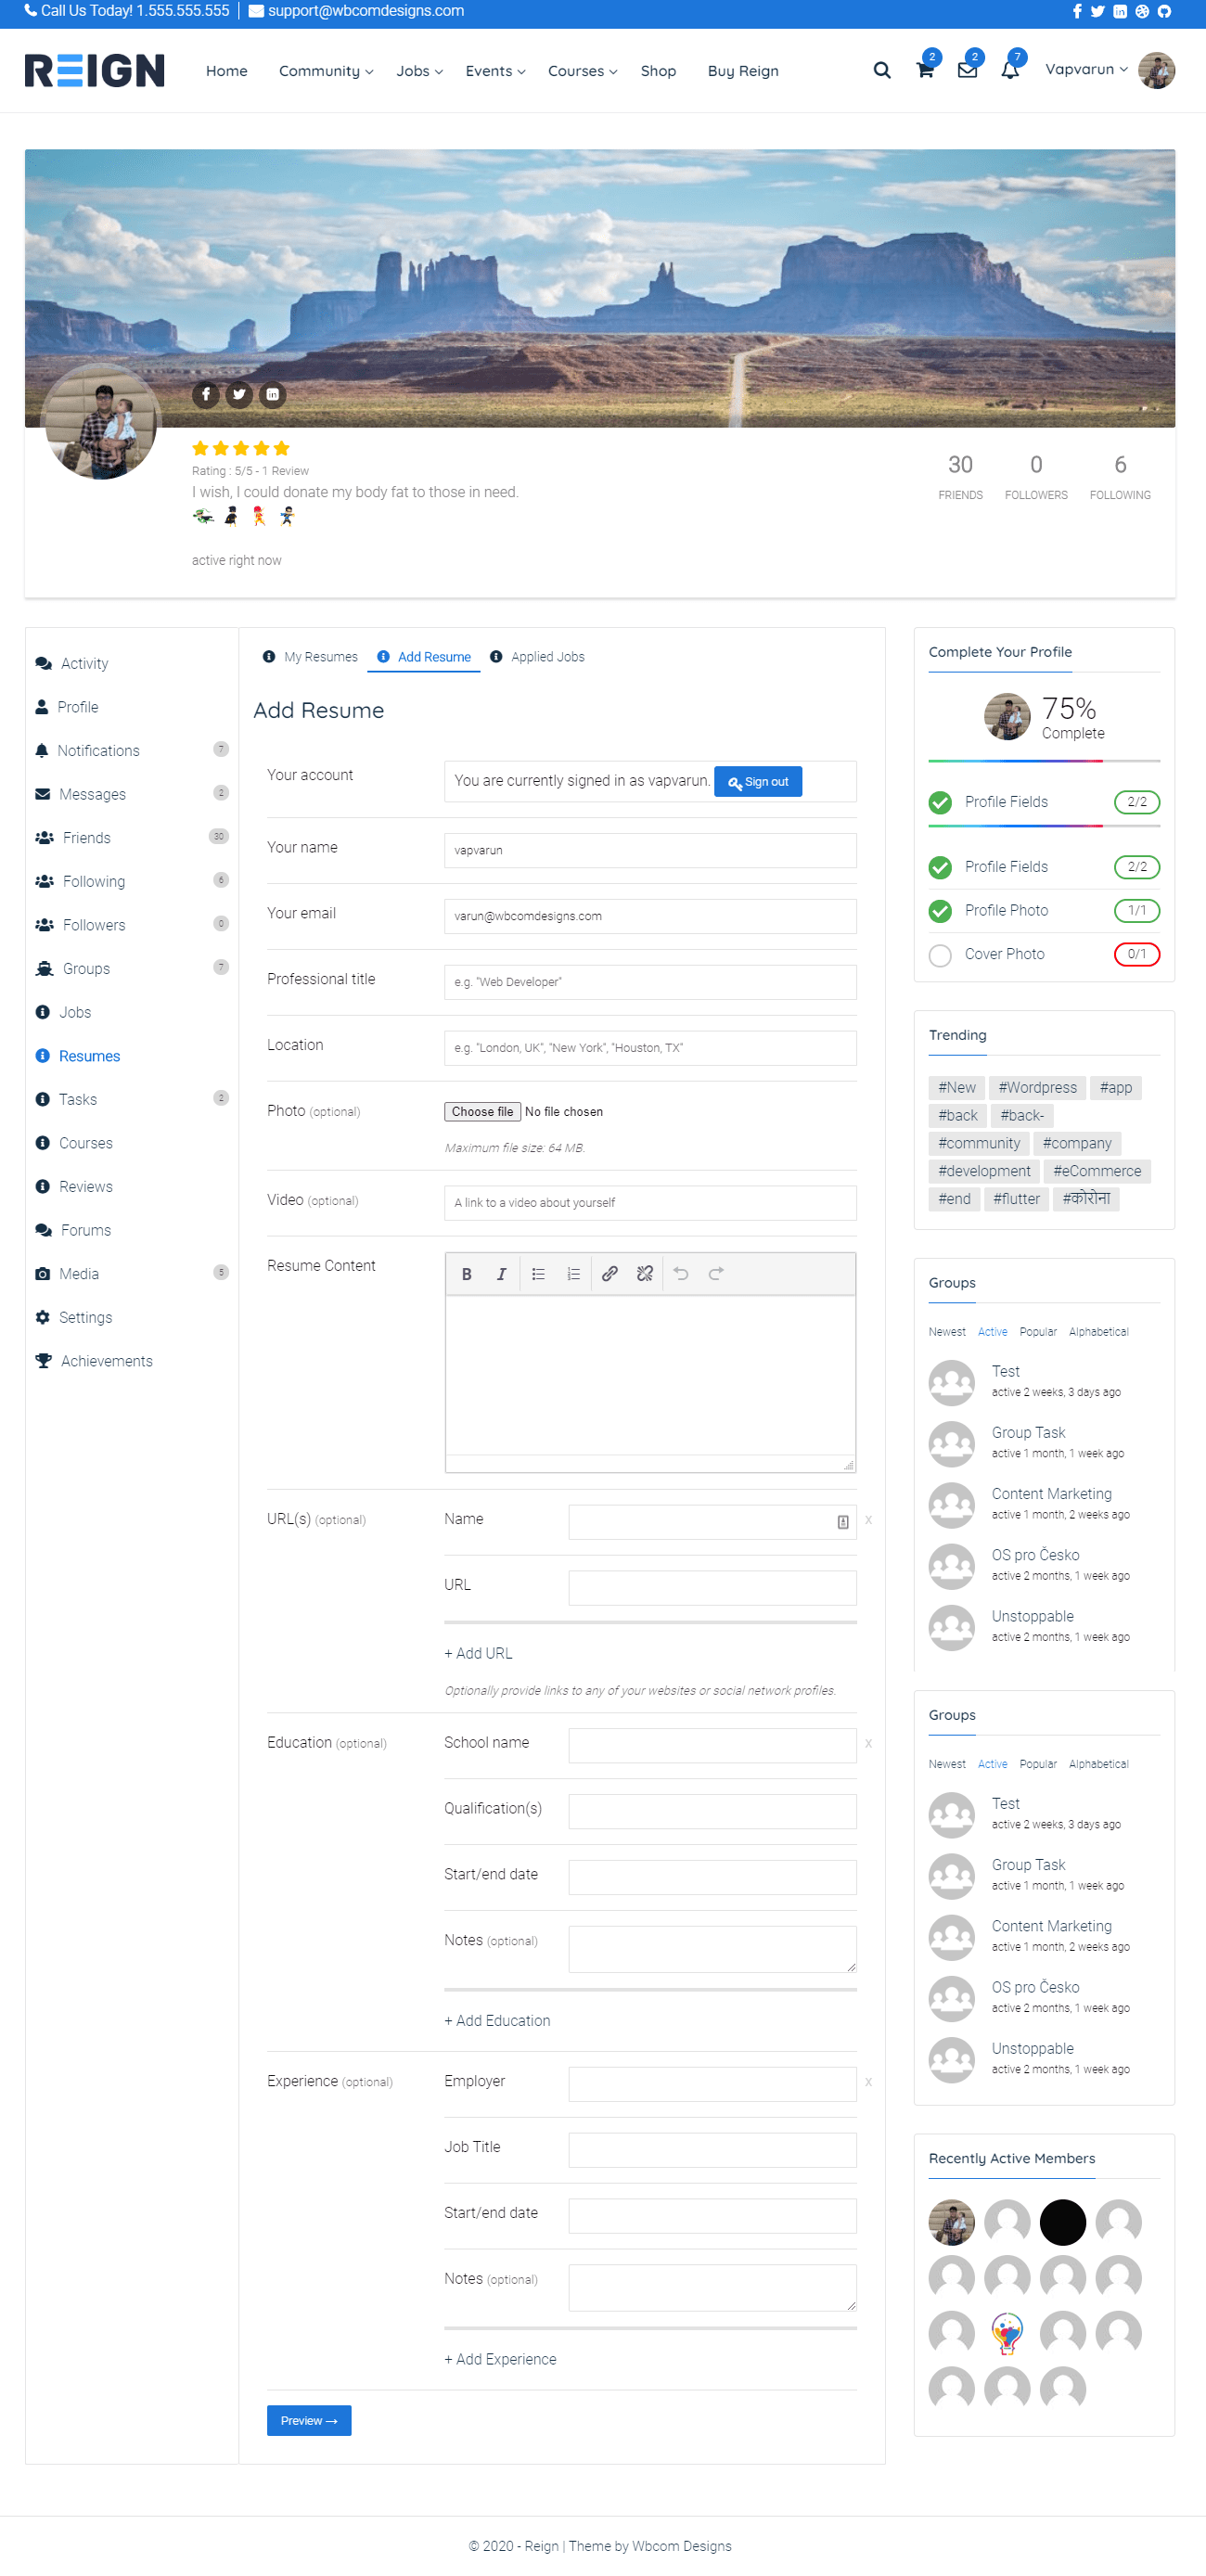 Call Us Today! 1.555.555.555 | support@wbcomdesigns.com
REIGN
Home Community Jobs Events Courses Shop Buy Reign
2 2 7 Vapvarun
Rating : 5/5 - 1 Review
I wish, I could donate my body fat to those in need.
active right now
30 0 6
FRIENDS FOLLOWERS FOLLOWING
Activity
Profile
Notifications 7
Messages 2
Friends 30
Following 6
Followers 0
Groups 7
Jobs
Resumes
Tasks 2
Courses
Reviews
Forums
Media 5
Settings
Achievements
My Resumes Add Resume Applied Jobs
Add Resume
Your account You are currently signed in as vapvarun. Sign out
Your name vapvarun
Your email varun@wbcomdesigns.com
Professional title e.g. "Web Developer"
Location e.g. "London, UK", "New York", "Houston, TX"
Photo (optional) Choose file No file chosen
Maximum file size: 64 MB.
Video (optional) A link to a video about yourself
Resume Content B I
URL(s) (optional) Name x
URL
+ Add URL
Optionally provide links to any of your websites or social network profiles.
Education (optional) School name x
Qualification(s)
Start/end date
Notes (optional)
+ Add Education
Experience (optional) Employer x
Job Title
Start/end date
Notes (optional)
+ Add Experience
Preview →
Complete Your Profile
75%
Complete
Profile Fields 2/2
Profile Fields 2/2
Profile Photo 1/1
Cover Photo 0/1
Trending
#New #Wordpress #app
#back #back-
#community #company
#development #eCommerce
#end #flutter #कोरोना
Groups
Newest Active Popular Alphabetical
Test
active 2 weeks, 3 days ago
Group Task
active 1 month, 1 week ago
Content Marketing
active 1 month, 2 weeks ago
OS pro Česko
active 2 months, 1 week ago
Unstoppable
active 2 months, 1 week ago
Groups
Newest Active Popular Alphabetical
Test
active 2 weeks, 3 days ago
Group Task
active 1 month, 1 week ago
Content Marketing
active 1 month, 2 weeks ago
OS pro Česko
active 2 months, 1 week ago
Unstoppable
active 2 months, 1 week ago
Recently Active Members
© 2020 - Reign | Theme by Wbcom Designs